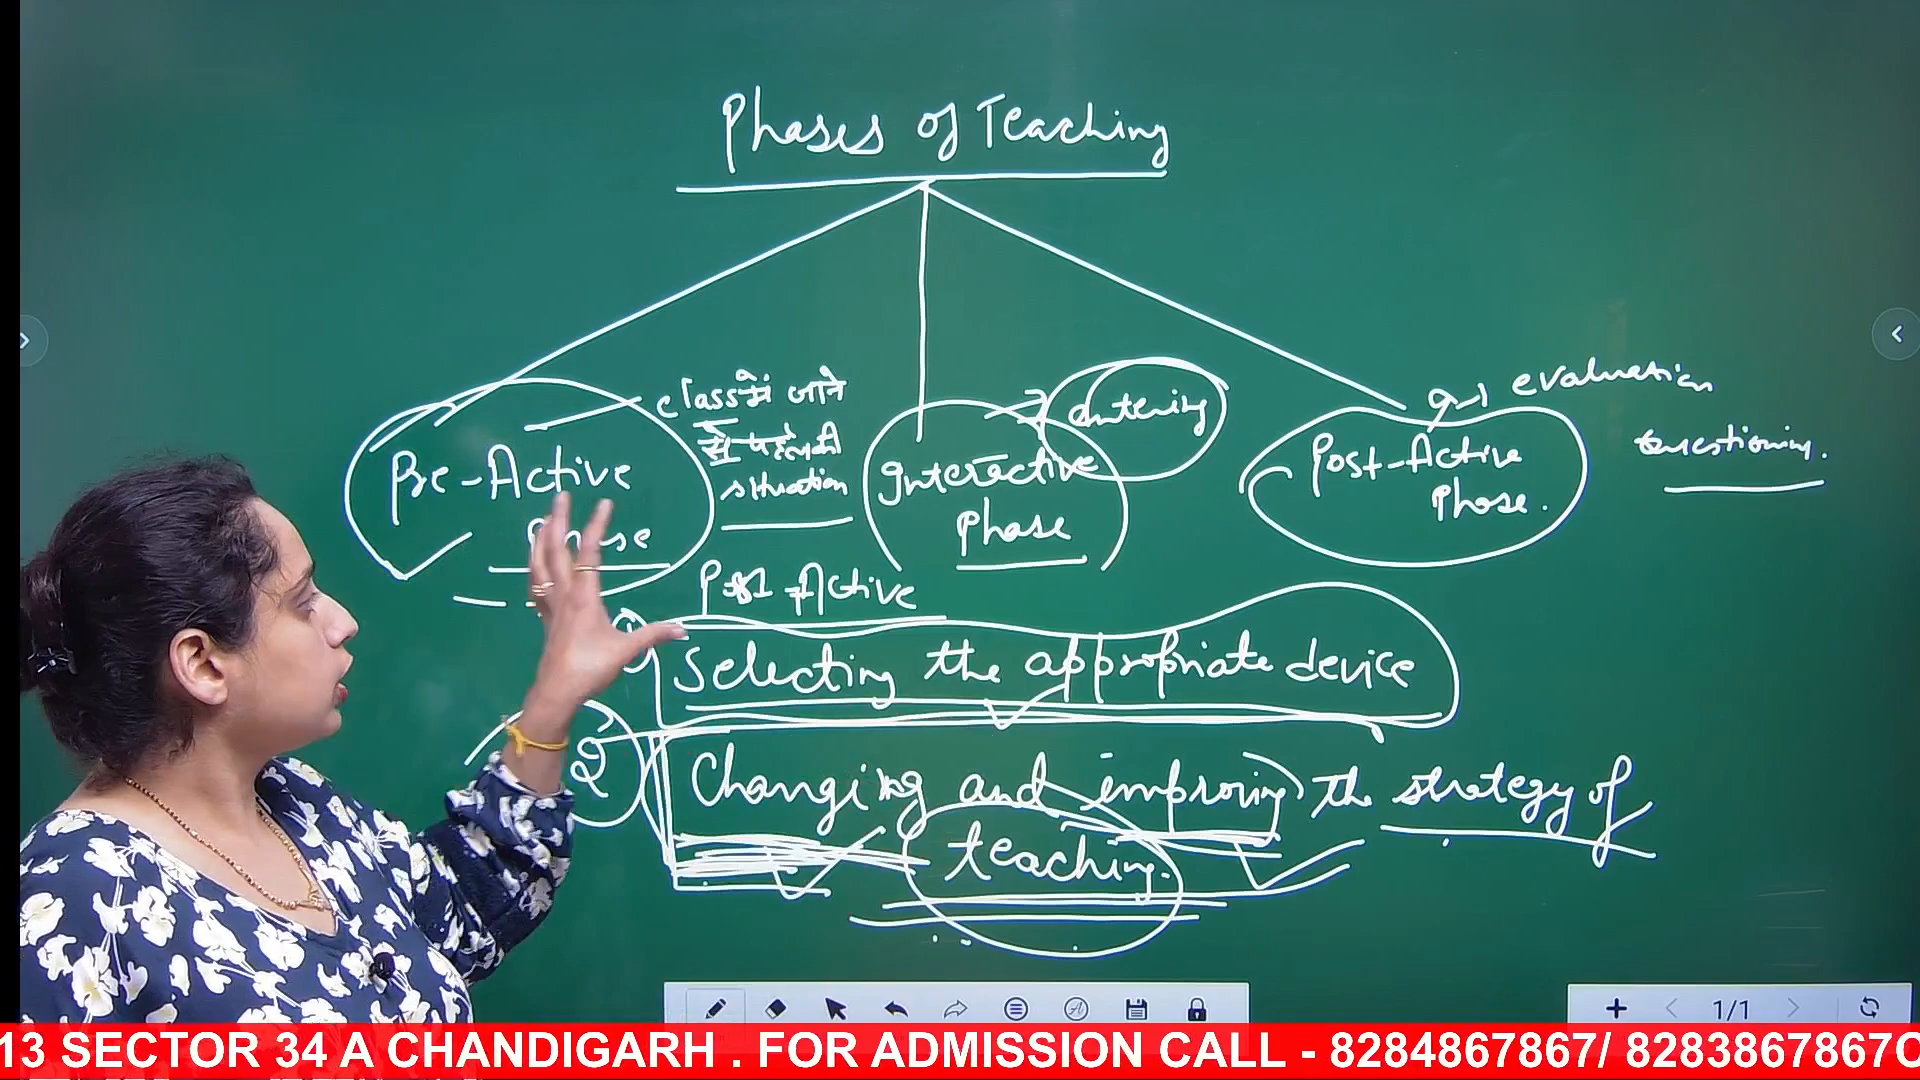 Phases of Teaching
Pre-Active
Phase
class में जाने
से पहले की
situation
Interactive
Phase
entering
Post-Active
Phase.
evaluation
Questioning.
Post-Active
Selecting the appropriate device
2
Changing and improving the strategy of
teaching.
1/1
13 SECTOR 34 A CHANDIGARH . FOR ADMISSION CALL - 8284867867/ 8283867867